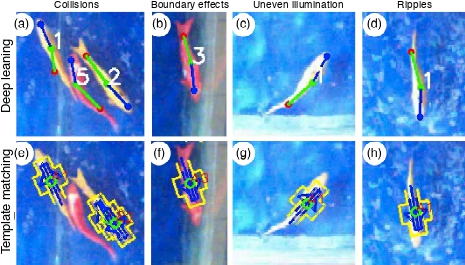 Collisions
Boundary effects
Uneven illumination
Ripples
Deep leaning
(a)
1
5
2
(b)
3
(c)
(d)
1
Template matching
(e)
(f)
(g)
(h)